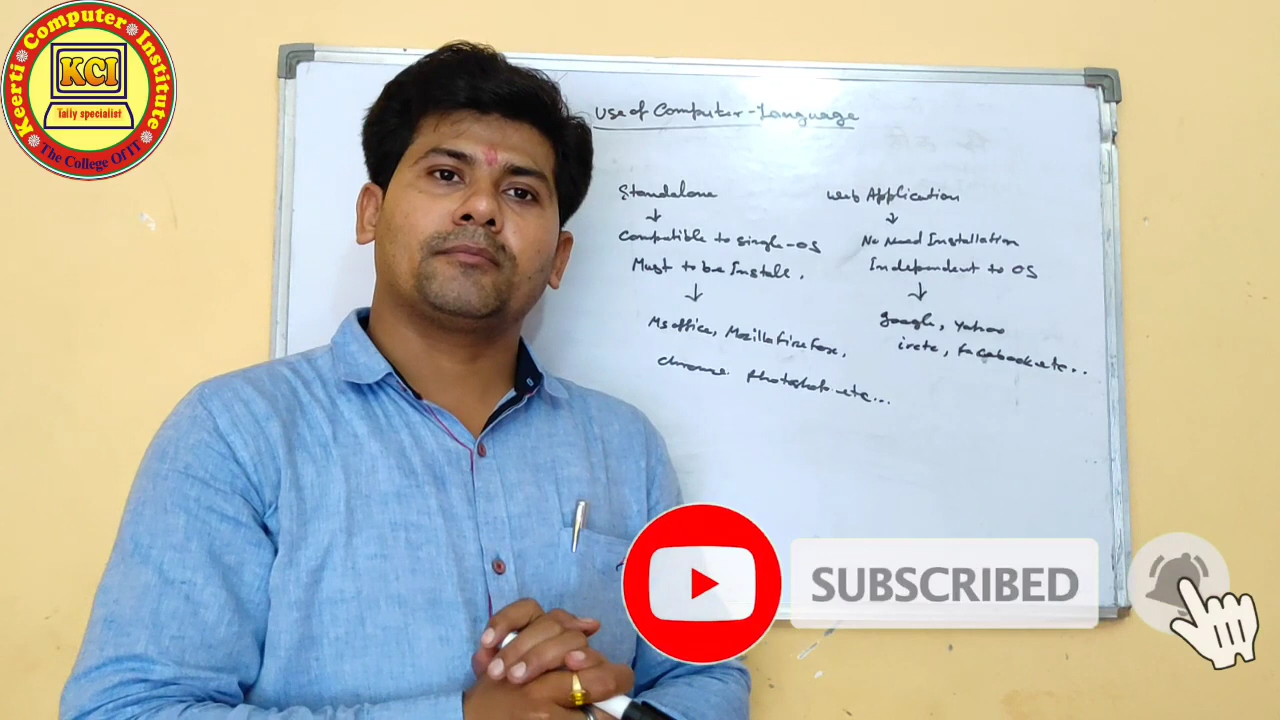 Keerti Computer Institute
KCI
Tally specialist
The College Of IT
Use of Computer - Language
Standalone
Compatible to Single-OS
Must to be Install.
Ms office, Mozilla FireFox,
chrome Photoshop etc...
Web Application
No Need Installation
Independent to OS
google, Yahoo
irctc, Facebook etc..
SUBSCRIBED